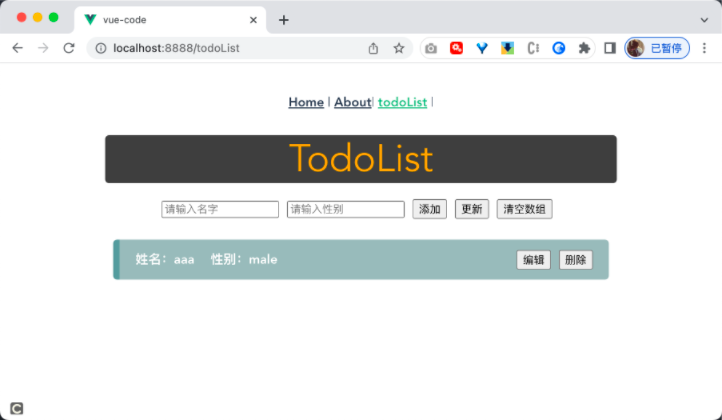 vue-code
localhost:8888/todoList
已暂停
Home | About| todoList |
TodoList
请输入名字 请输入性别 添加 更新 清空数组
姓名：aaa 性别：male 编辑 删除